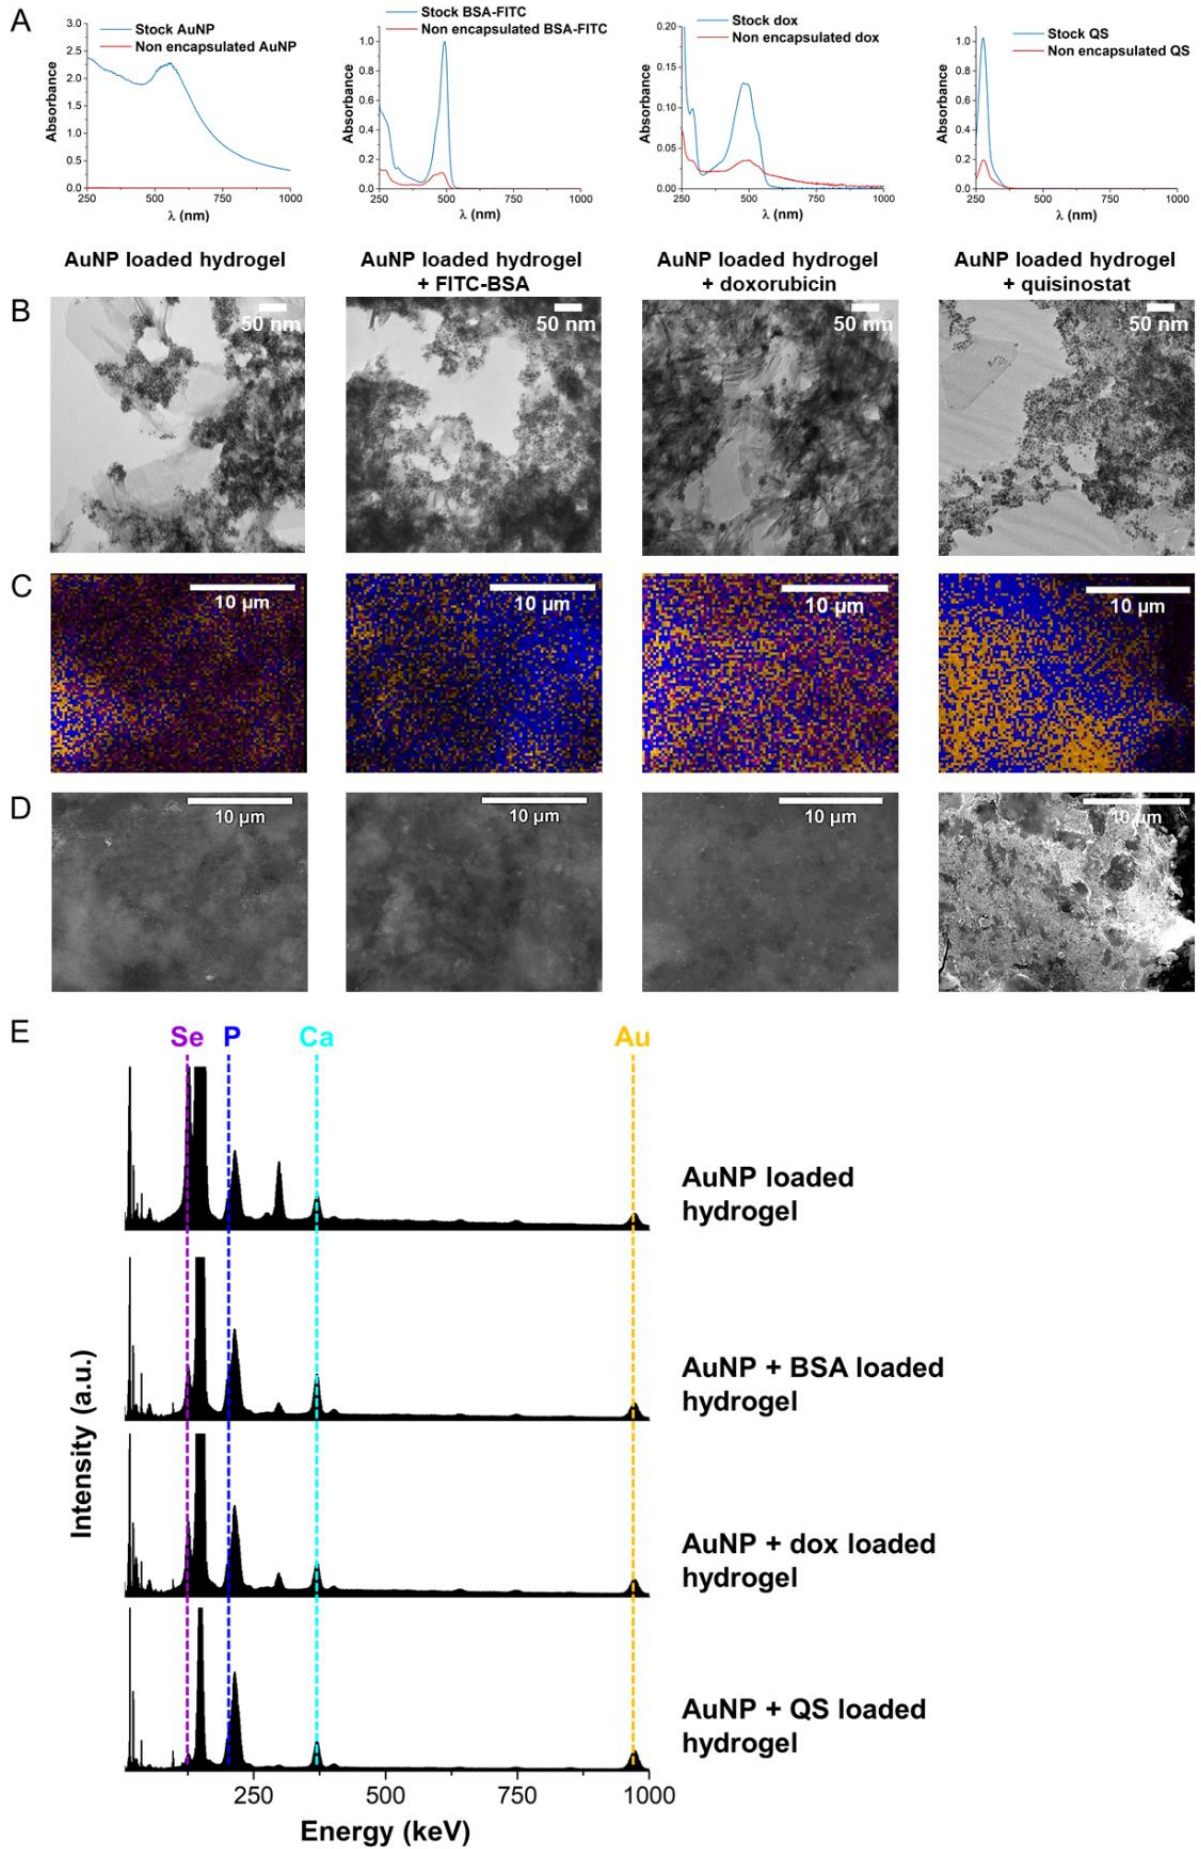 A
Stock AuNP
Non encapsulated AuNP
Absorbance
3.0
2.5
2.0
1.5
1.0
0.5
0.0
250
500
750
1000
λ (nm)
Stock BSA-FITC
Non encapsulated BSA-FITC
Absorbance
1.0
0.8
0.6
0.4
0.2
0.0
250
500
750
1000
λ (nm)
Stock dox
Non encapsulated dox
Absorbance
0.20
0.15
0.10
0.05
0.00
250
500
750
1000
λ (nm)
Stock QS
Non encapsulated QS
Absorbance
1.0
0.8
0.6
0.4
0.2
0.0
250
500
750
1000
λ (nm)
AuNP loaded hydrogel
AuNP loaded hydrogel
+ FITC-BSA
AuNP loaded hydrogel
+ doxorubicin
AuNP loaded hydrogel
+ quisinostat
B
50 nm
50 nm
50 nm
50 nm
C
10 µm
10 µm
10 µm
10 µm
D
10 µm
10 µm
10 µm
10 µm
E
Se
P
Ca
Au
AuNP loaded
hydrogel
AuNP + BSA loaded
hydrogel
AuNP + dox loaded
hydrogel
AuNP + QS loaded
hydrogel
Intensity (a.u.)
250
500
750
1000
Energy (keV)